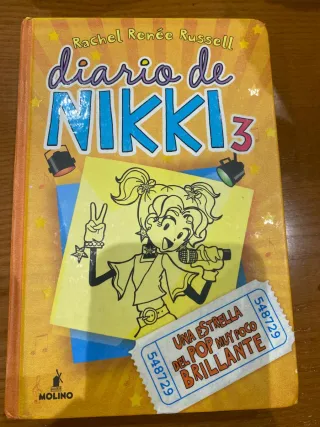 Rachel Renée Russell
diario de
NIKKI 3
UNA ESTRELLA
DEL POP MUY POCO
BRILLANTE
548729
548729
MOLINO